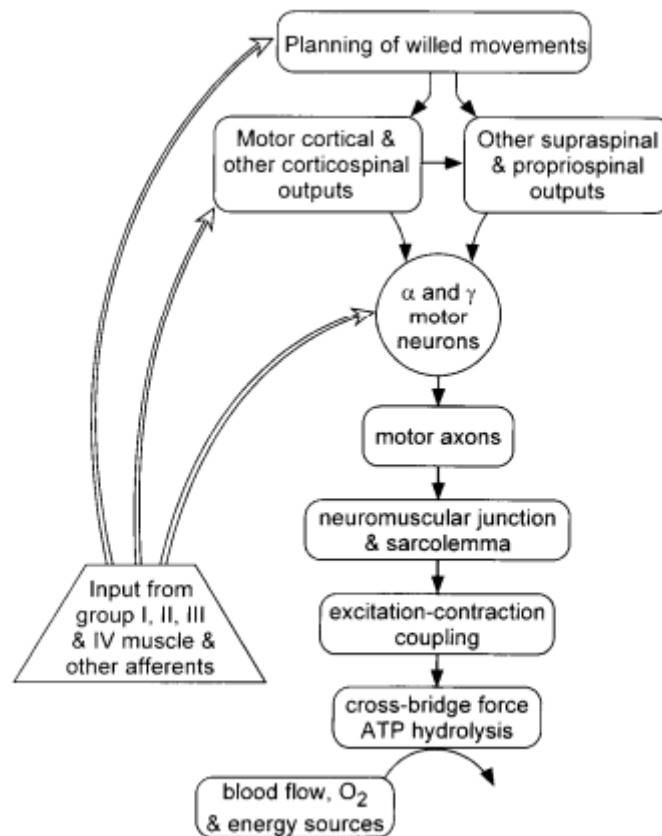 Planning of willed movements
Motor cortical &
other corticospinal
outputs
Other supraspinal
& propriospinal
outputs
α and γ
motor
neurons
motor axons
neuromuscular junction
& sarcolemma
Input from
group I, II, III
& IV muscle &
other afferents
excitation-contraction
coupling
cross-bridge force
ATP hydrolysis
blood flow, O₂
& energy sources